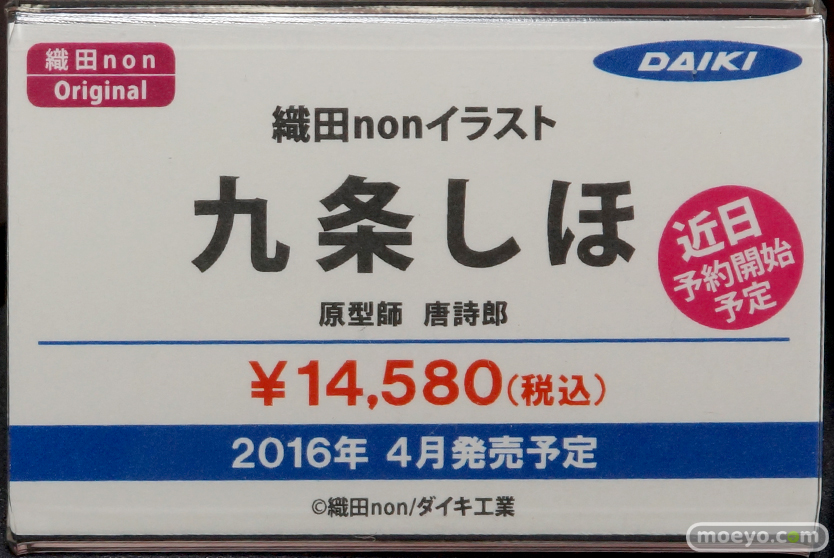 織田non
Original
DAIKI
織田nonイラスト
九条しほ
近日
予約開始
予定
原型師 唐詩郎
¥14,580(税込)
2016年 4月発売予定
©織田non/ダイキ工業
moeyo.com